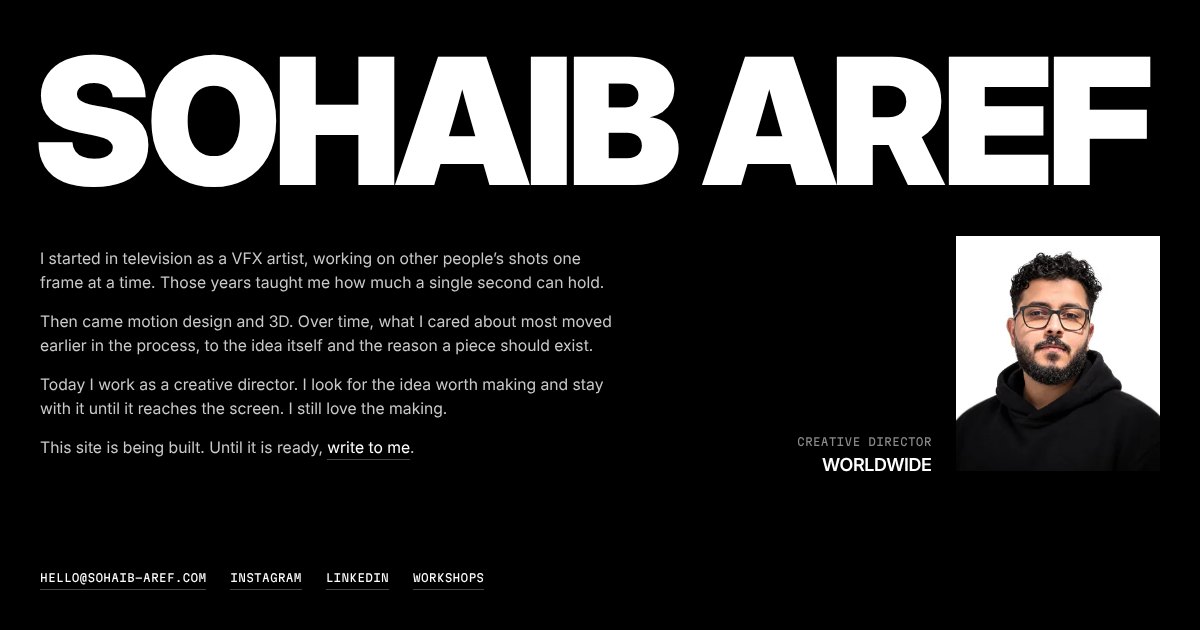 SOHAIB AREF
I started in television as a VFX artist, working on other people’s shots one
frame at a time. Those years taught me how much a single second can hold.
Then came motion design and 3D. Over time, what I cared about most moved
earlier in the process, to the idea itself and the reason a piece should exist.
Today I work as a creative director. I look for the idea worth making and stay
with it until it reaches the screen. I still love the making.
This site is being built. Until it is ready, write to me.
CREATIVE DIRECTOR
WORLDWIDE
HELLO@SOHAIB-AREF.COM INSTAGRAM LINKEDIN WORKSHOPS